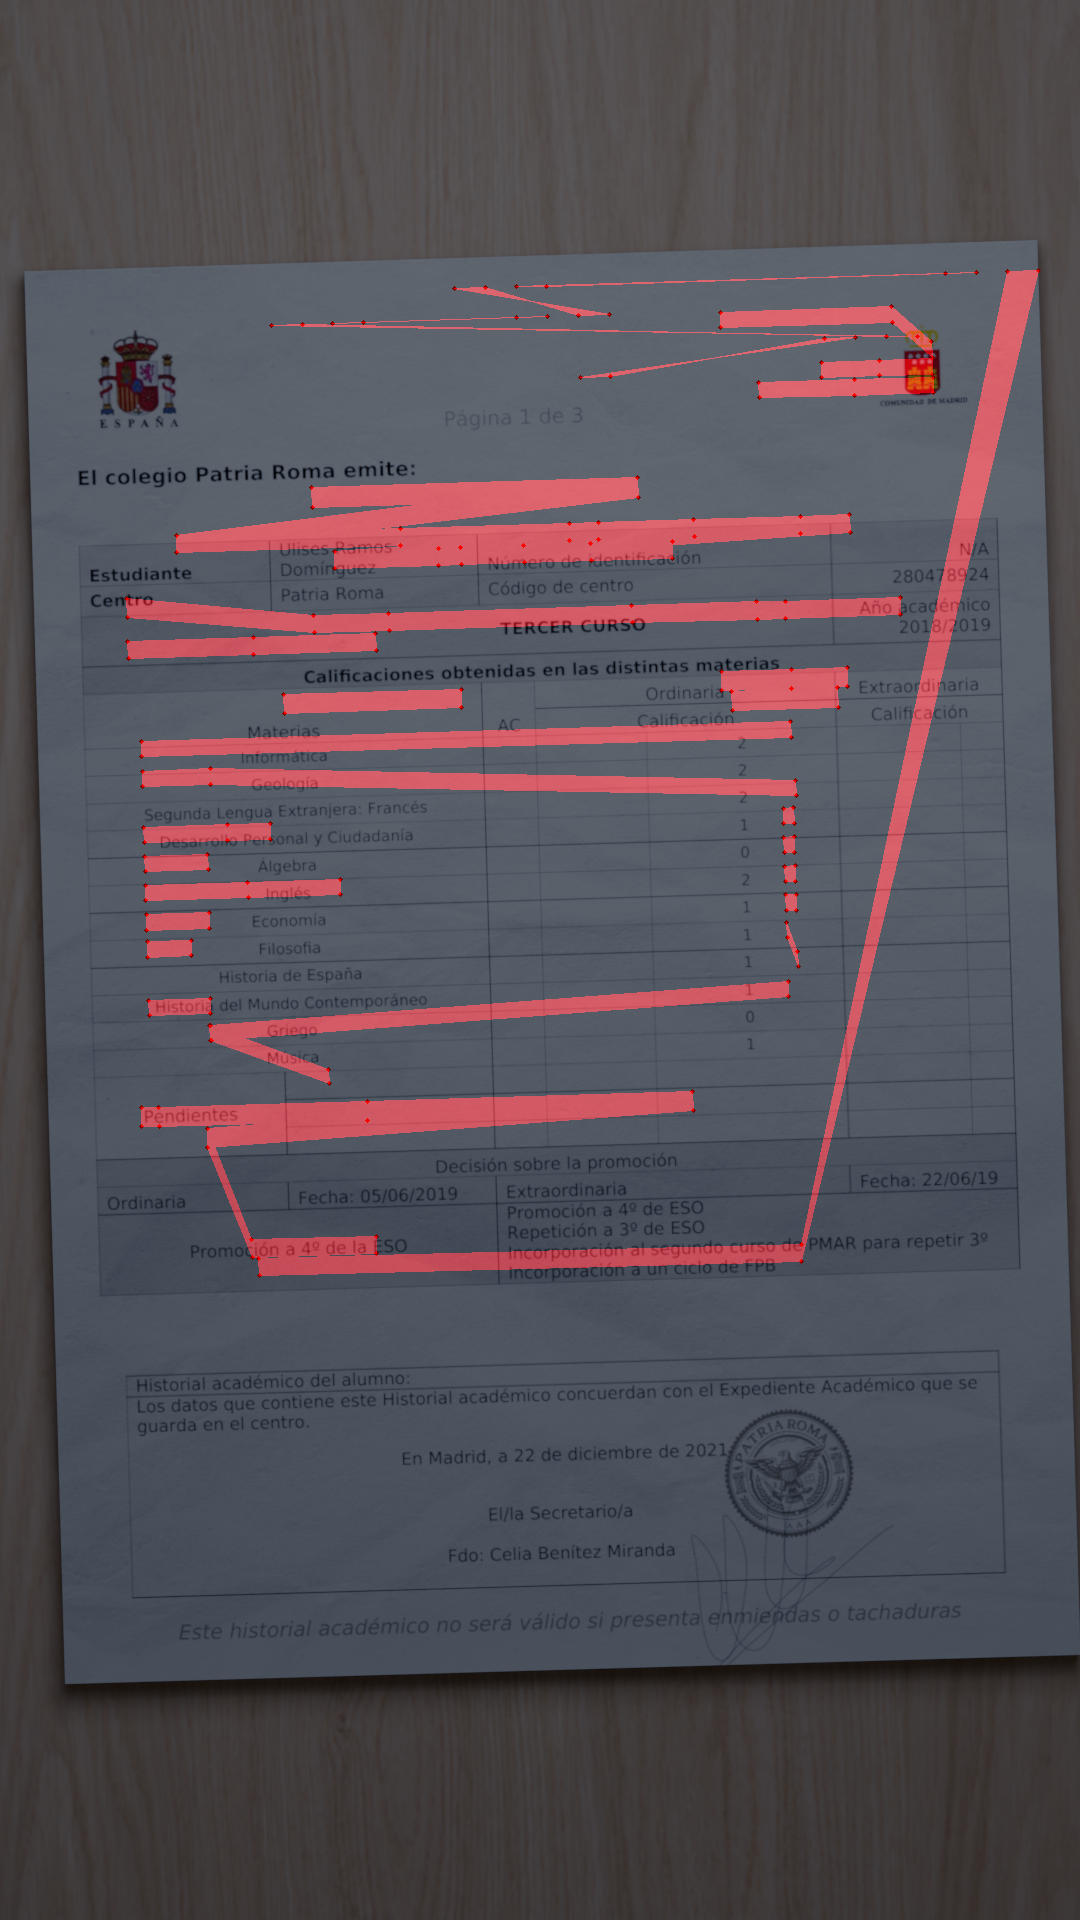 ESPAÑA
COMUNIDAD DE MADRID
Página 1 de 3
El colegio Patria Roma emite:
Estudiante Ulises Ramos Domínguez Número de identificación N/A
Centro Patria Roma Código de centro 280478924
TERCER CURSO Año académico 2018/2019
Calificaciones obtenidas en las distintas materias
Materias AC Ordinaria – Extraordinaria
Calificación Calificación
Informática 2
Geología 2
Segunda Lengua Extranjera: Francés 2
Desarrollo Personal y Ciudadanía 1
Álgebra 0
Inglés 2
Economía 1
Filosofía 1
Historia de España 1
Historia del Mundo Contemporáneo 1
Griego 0
Música 1
Pendientes
Decisión sobre la promoción
Ordinaria Fecha: 05/06/2019 Extraordinaria Fecha: 22/06/19
Promoción a 4º de la ESO
Promoción a 4º de ESO
Repetición a 3º de ESO
Incorporación al segundo curso de PMAR para repetir 3º
Incorporación a un ciclo de FPB
Historial académico del alumno:
Los datos que contiene este Historial académico concuerdan con el Expediente Académico que se
guarda en el centro.
En Madrid, a 22 de diciembre de 2021
PATRIA ROMA
AAA
El/la Secretario/a
Fdo: Celia Benítez Miranda
Este historial académico no será válido si presenta enmiendas o tachaduras